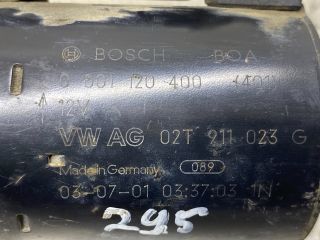 BOSCH BOA
0 001 120 400 (401)
12V
VW AG 02T 911 023 G
Made in Germany 089
03-07-01 03:37:03 1N
295